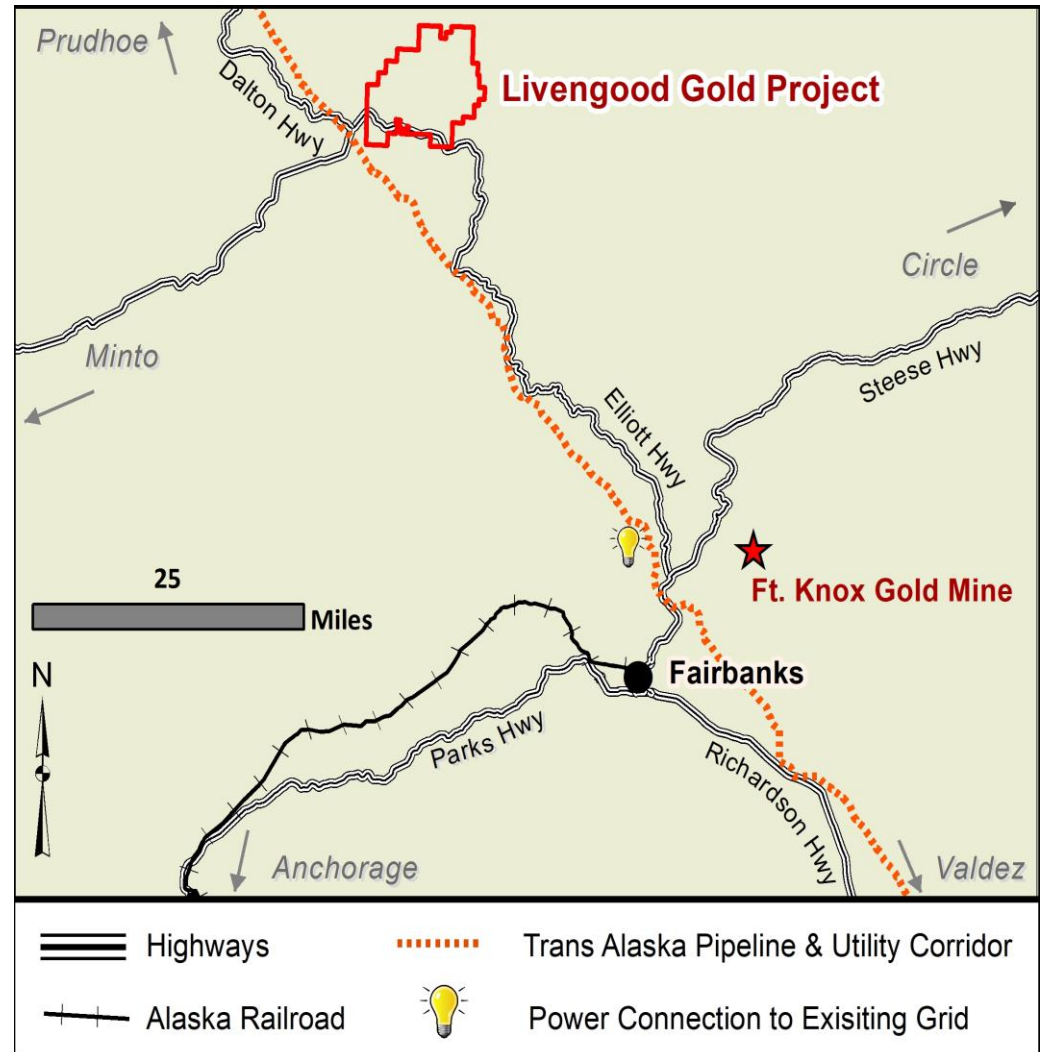 Prudhoe
Dalton Hwy
Livengood Gold Project
Circle
Minto
Steese Hwy
Elliott Hwy
25
Miles
Ft. Knox Gold Mine
N
Fairbanks
Parks Hwy
Richardson Hwy
Anchorage
Valdez
Highways
Trans Alaska Pipeline & Utility Corridor
Alaska Railroad
Power Connection to Exisiting Grid